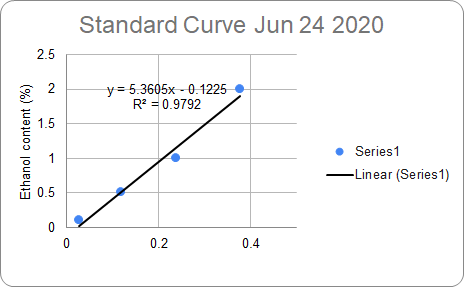 Standard Curve Jun 24 2020
2.5
y = 5.3605x - 0.1225
R² = 0.9792
2
1.5
1
0.5
0
Ethanol content (%)
0
0.2
0.4
Series1
Linear (Series1)